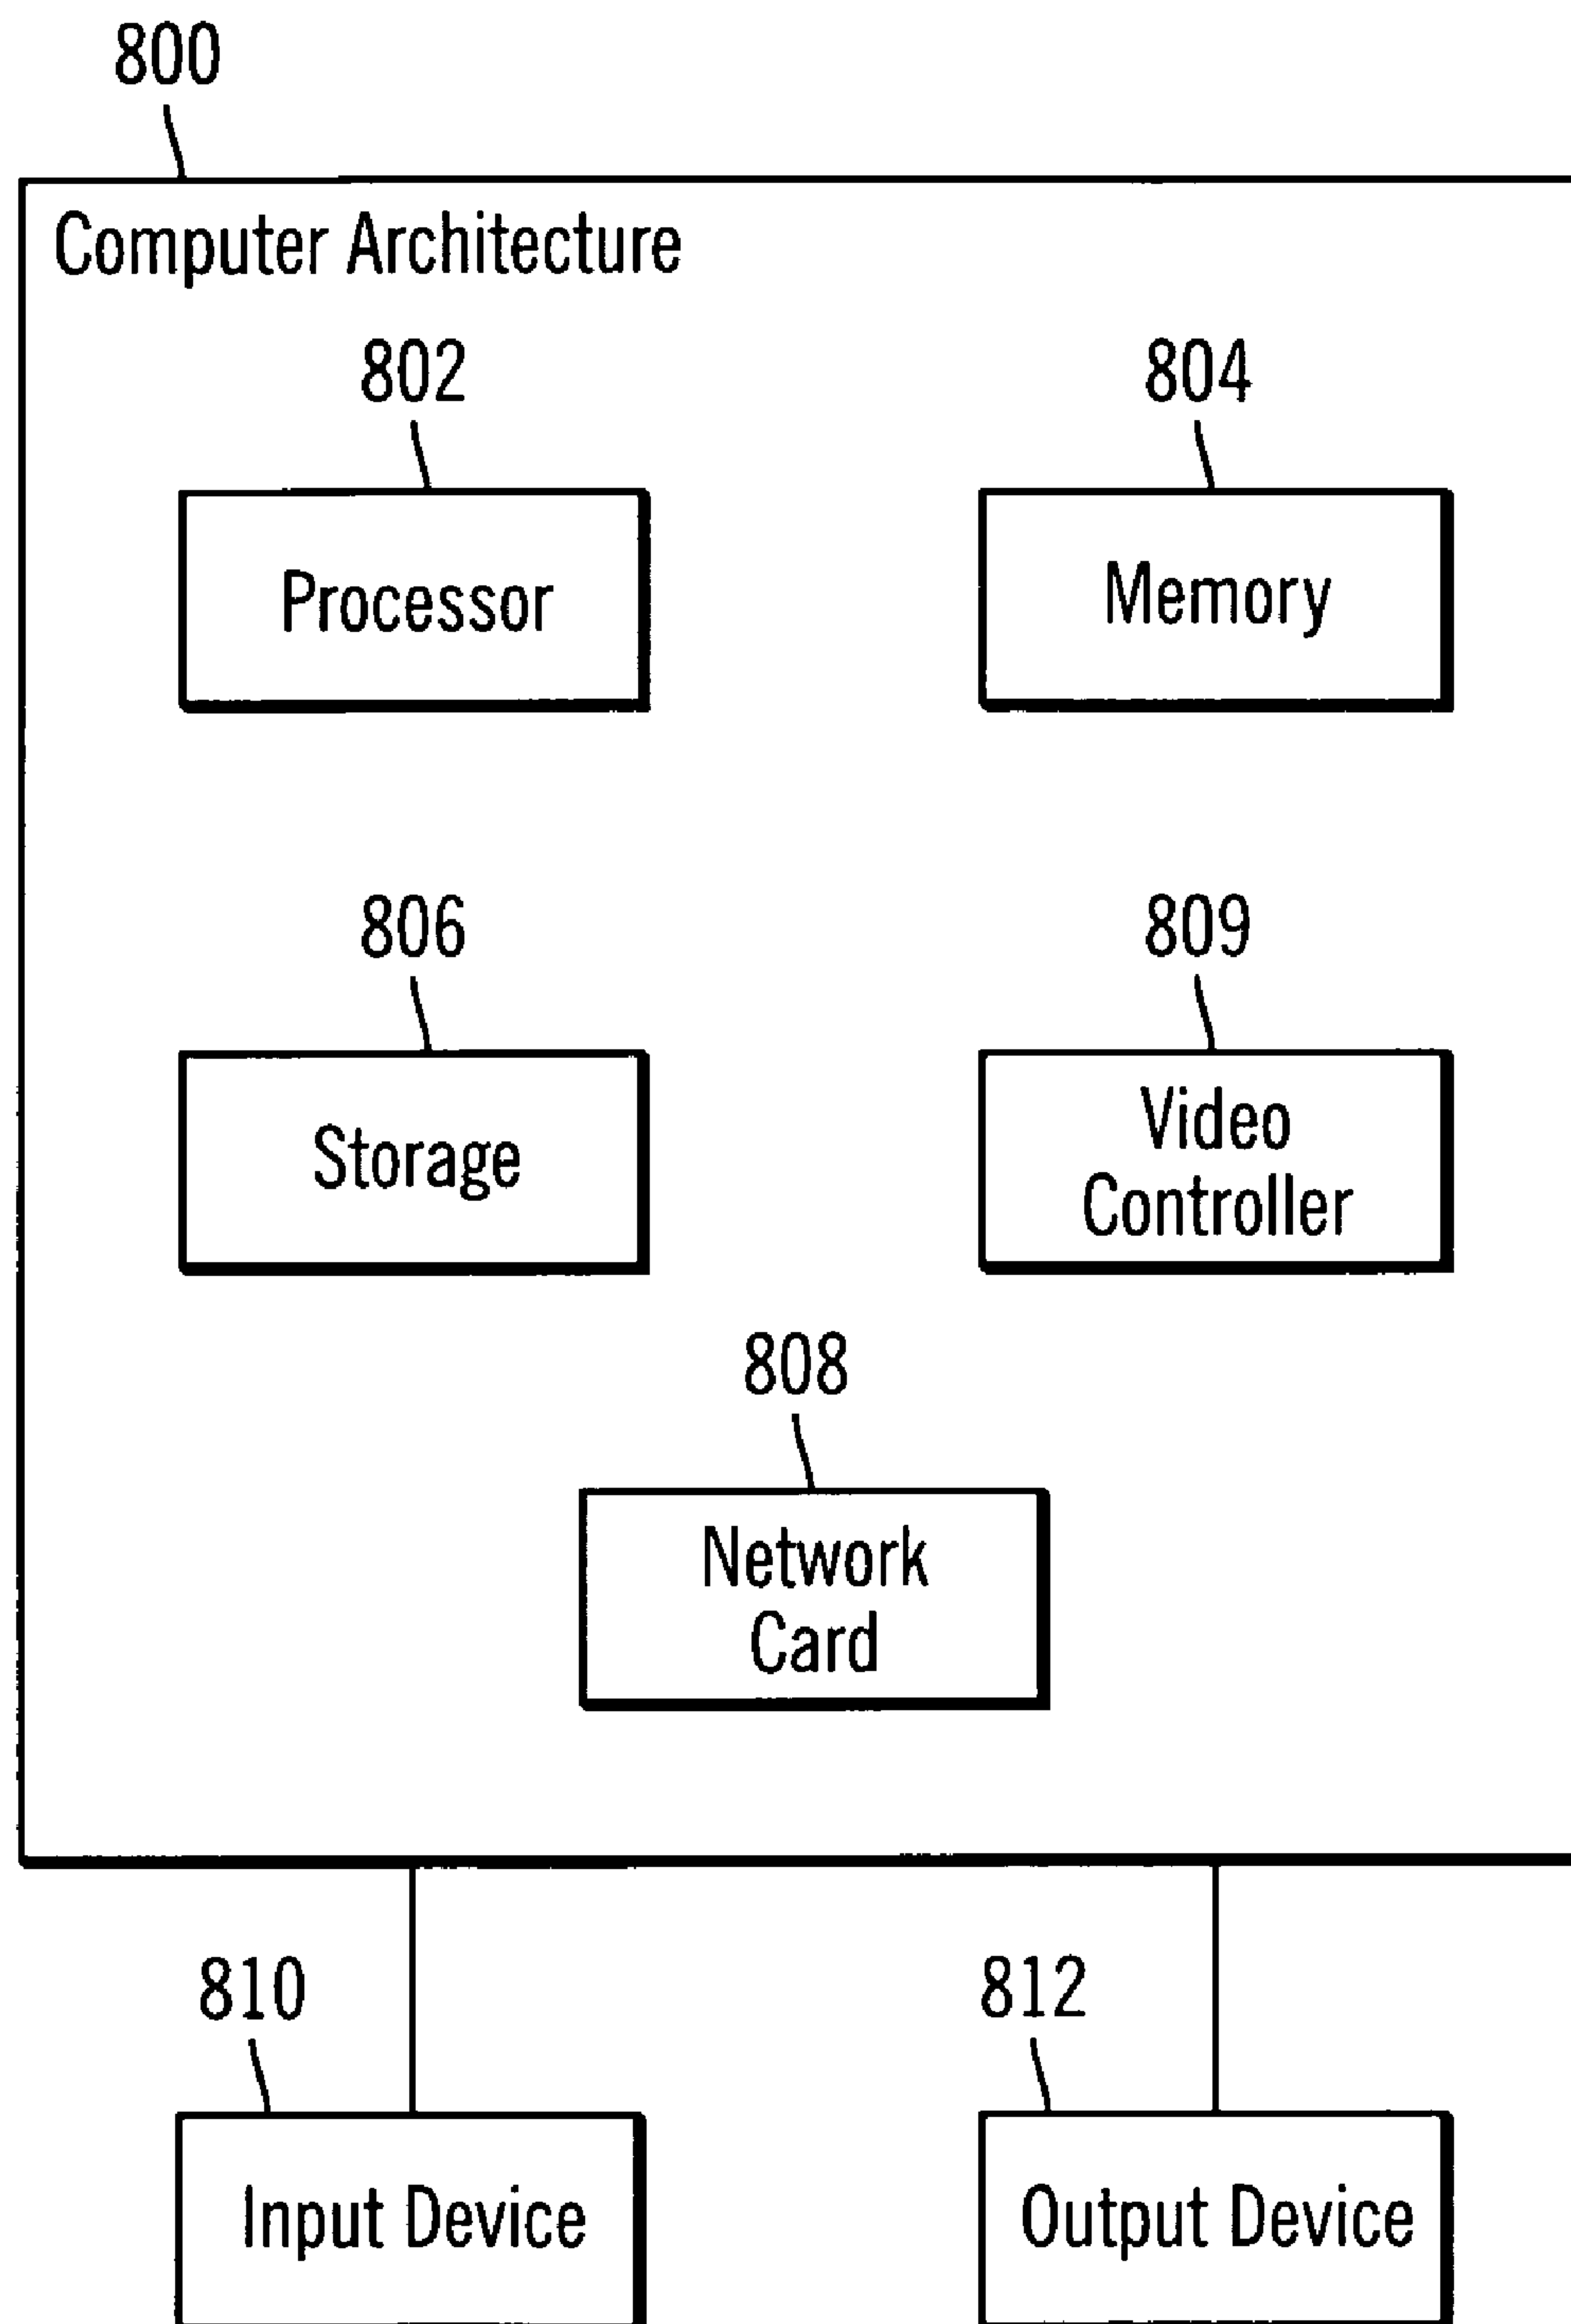 800
Computer Architecture
802
804
Processor
Memory
806
809
Storage
Video
Controller
808
Network
Card
810
812
Input Device
Output Device